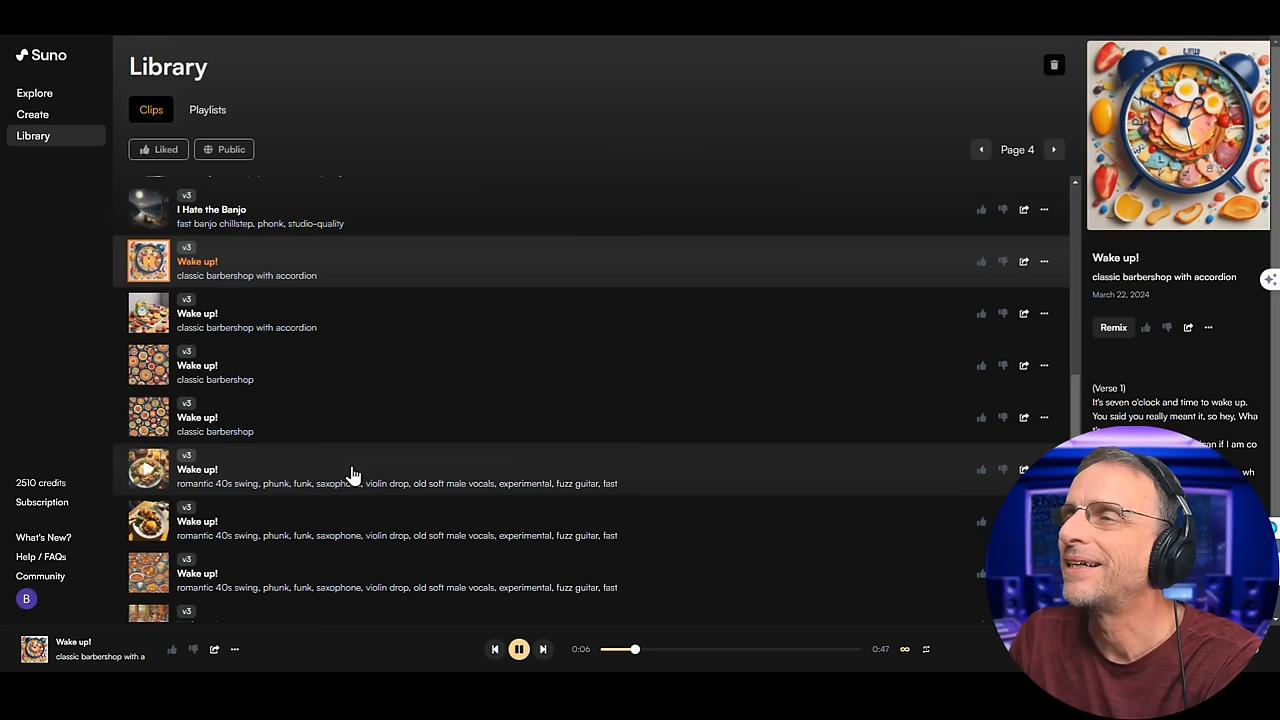 Suno
Explore
Create
Library
2510 credits
Subscription
What's New?
Help / FAQs
Community
B
Library
Clips
Playlists
Liked
Public
Page 4
v3
I Hate the Banjo
fast banjo chillstep, phonk, studio-quality
v3
Wake up!
classic barbershop with accordion
v3
Wake up!
classic barbershop with accordion
v3
Wake up!
classic barbershop
v3
Wake up!
classic barbershop
v3
Wake up!
romantic 40s swing, phunk, funk, saxophone, violin drop, old soft male vocals, experimental, fuzz guitar, fast
v3
Wake up!
romantic 40s swing, phunk, funk, saxophone, violin drop, old soft male vocals, experimental, fuzz guitar, fast
v3
Wake up!
romantic 40s swing, phunk, funk, saxophone, violin drop, old soft male vocals, experimental, fuzz guitar, fast
v3
Wake up!
classic barbershop with accordion
March 22, 2024
Remix
(Verse 1)
It's seven o'clock and time to wake up.
You said you really meant it, so hey, Wha
if I am co
wh
Wake up!
classic barbershop with a
0:06
0:47